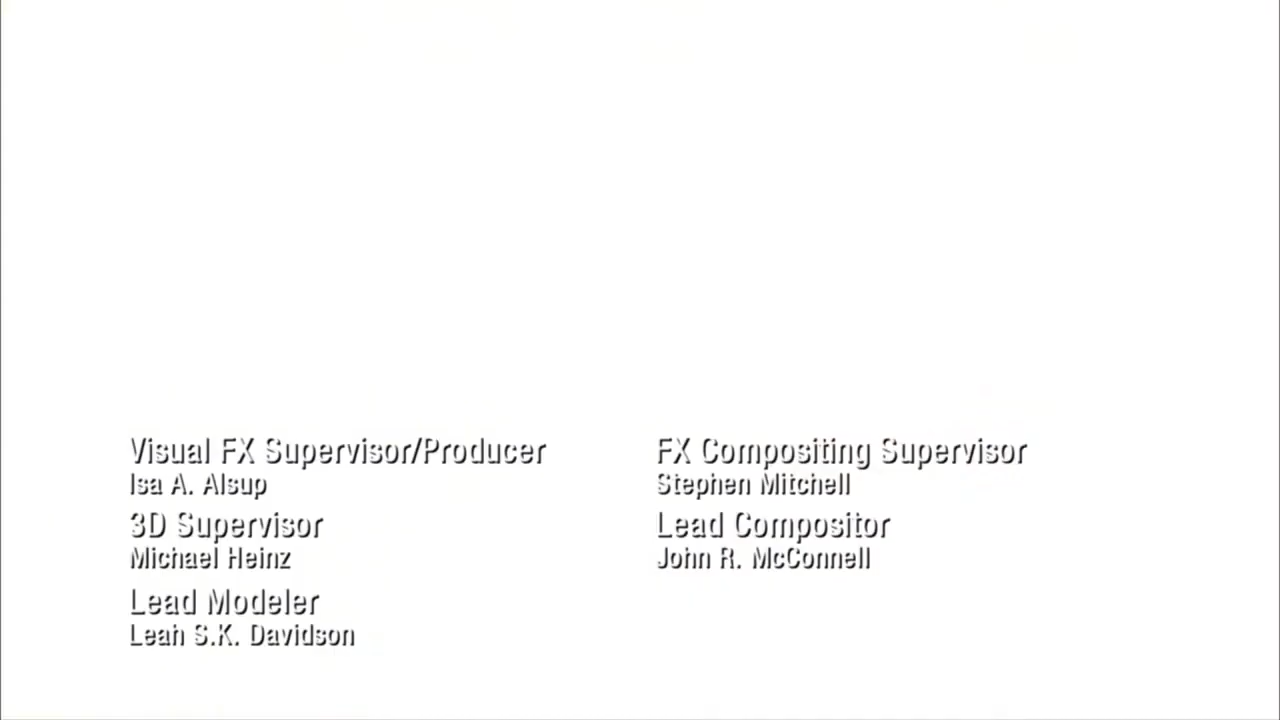 Visual FX Supervisor/Producer
Isa A. Alsup
3D Supervisor
Michael Heinz
Lead Modeler
Leah S.K. Davidson
FX Compositing Supervisor
Stephen Mitchell
Lead Compositor
John R. McConnell